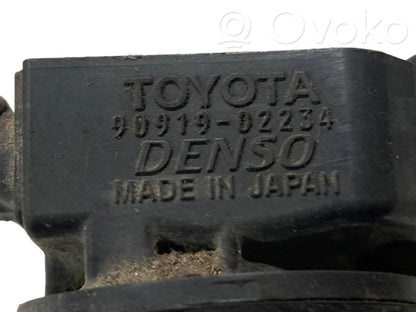 Ovoko
TOYOTA
90919-02234
DENSO
MADE IN JAPAN